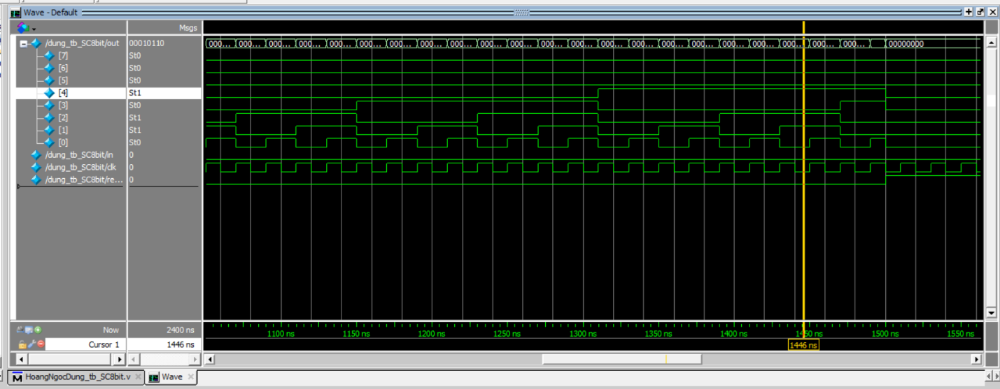 Wave - Default
Msgs
/dung_tb_SC8bit/out 00010110 000... 000... 000... 000... 000... 000... 000... 000... 000... 000... 000... 000... 000... 000... 000... 000... 000... 000... 000... 000... 000... 000... 00000000
[7] St0
[6] St0
[5] St0
[4] St1
[3] St0
[2] St1
[1] St1
[0] St0
/dung_tb_SC8bit/in 0
/dung_tb_SC8bit/clk 0
/dung_tb_SC8bit/re... 0
Now 2400 ns 1100 ns 1150 ns 1200 ns 1250 ns 1300 ns 1350 ns 1400 ns 1450 ns 1500 ns 1550 ns
Cursor 1 1446 ns 1446 ns
HoangNgocDung_tb_SC8bit.v Wave